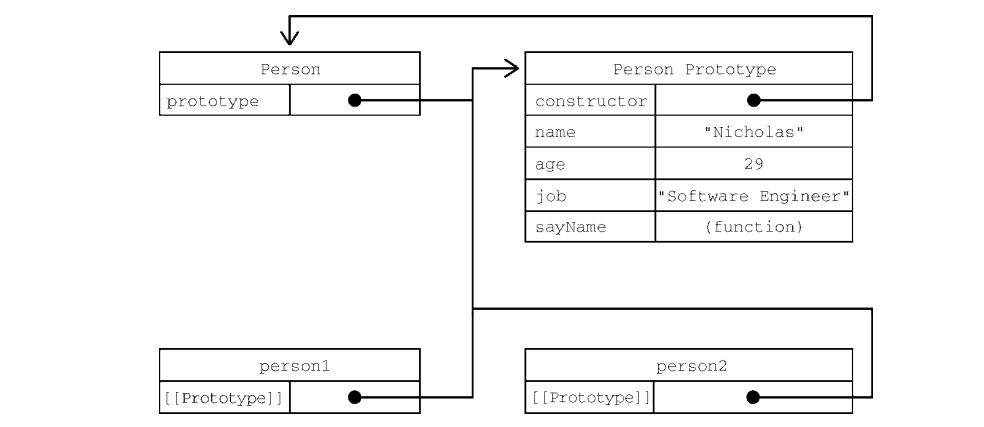 Person
prototype
Person Prototype
constructor
name "Nicholas"
age 29
job "Software Engineer"
sayName (function)
person1
[[Prototype]]
person2
[[Prototype]]